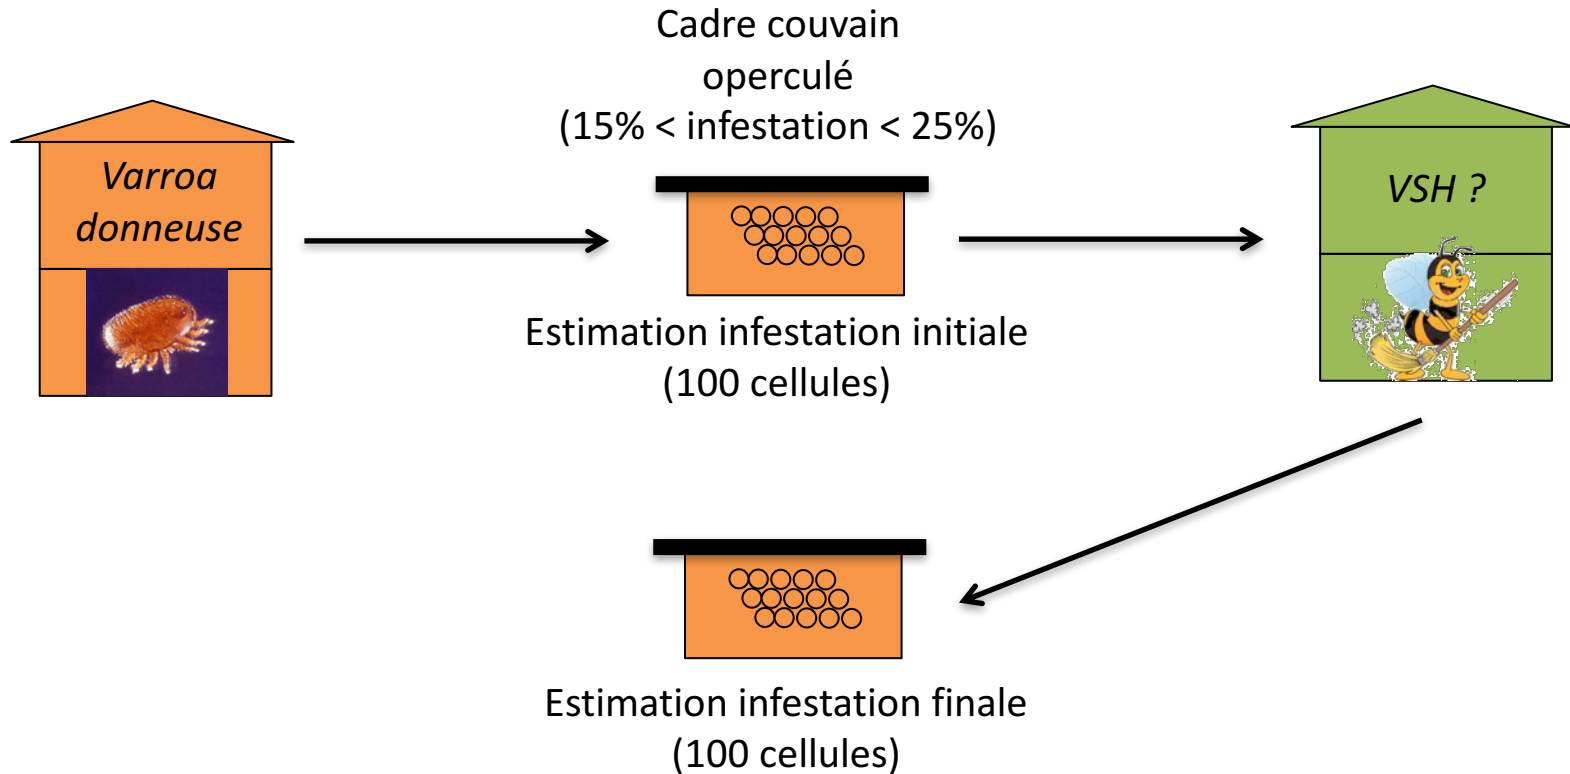 Cadre couvain
operculé
(15% < infestation < 25%)
Varroa
donneuse
VSH ?
Estimation infestation initiale
(100 cellules)
Estimation infestation finale
(100 cellules)